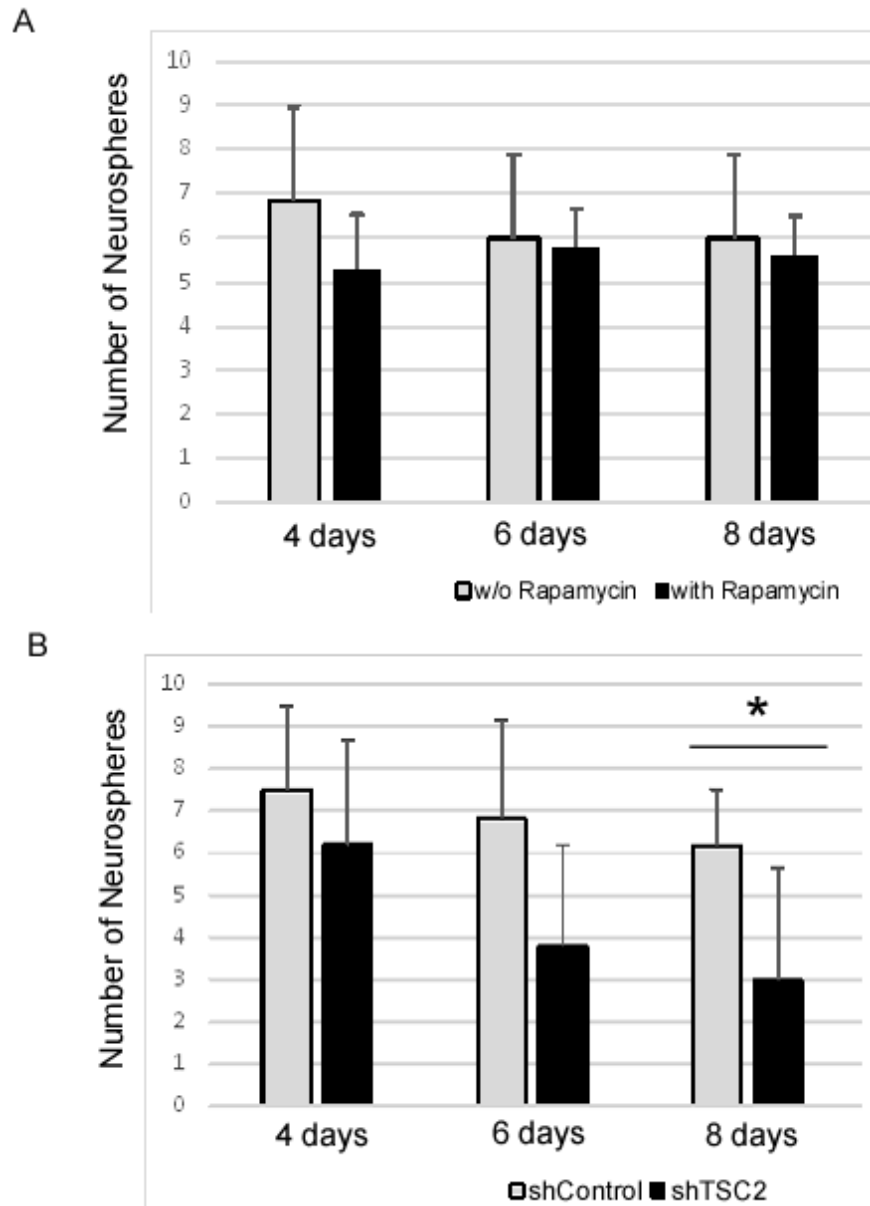 A
Number of Neurospheres
10
9
8
7
6
5
4
3
2
1
0
4 days 6 days 8 days
w/o Rapamycin with Rapamycin
B
Number of Neurospheres
10
9
8
7
6
5
4
3
2
1
0
*
4 days 6 days 8 days
shControl shTSC2